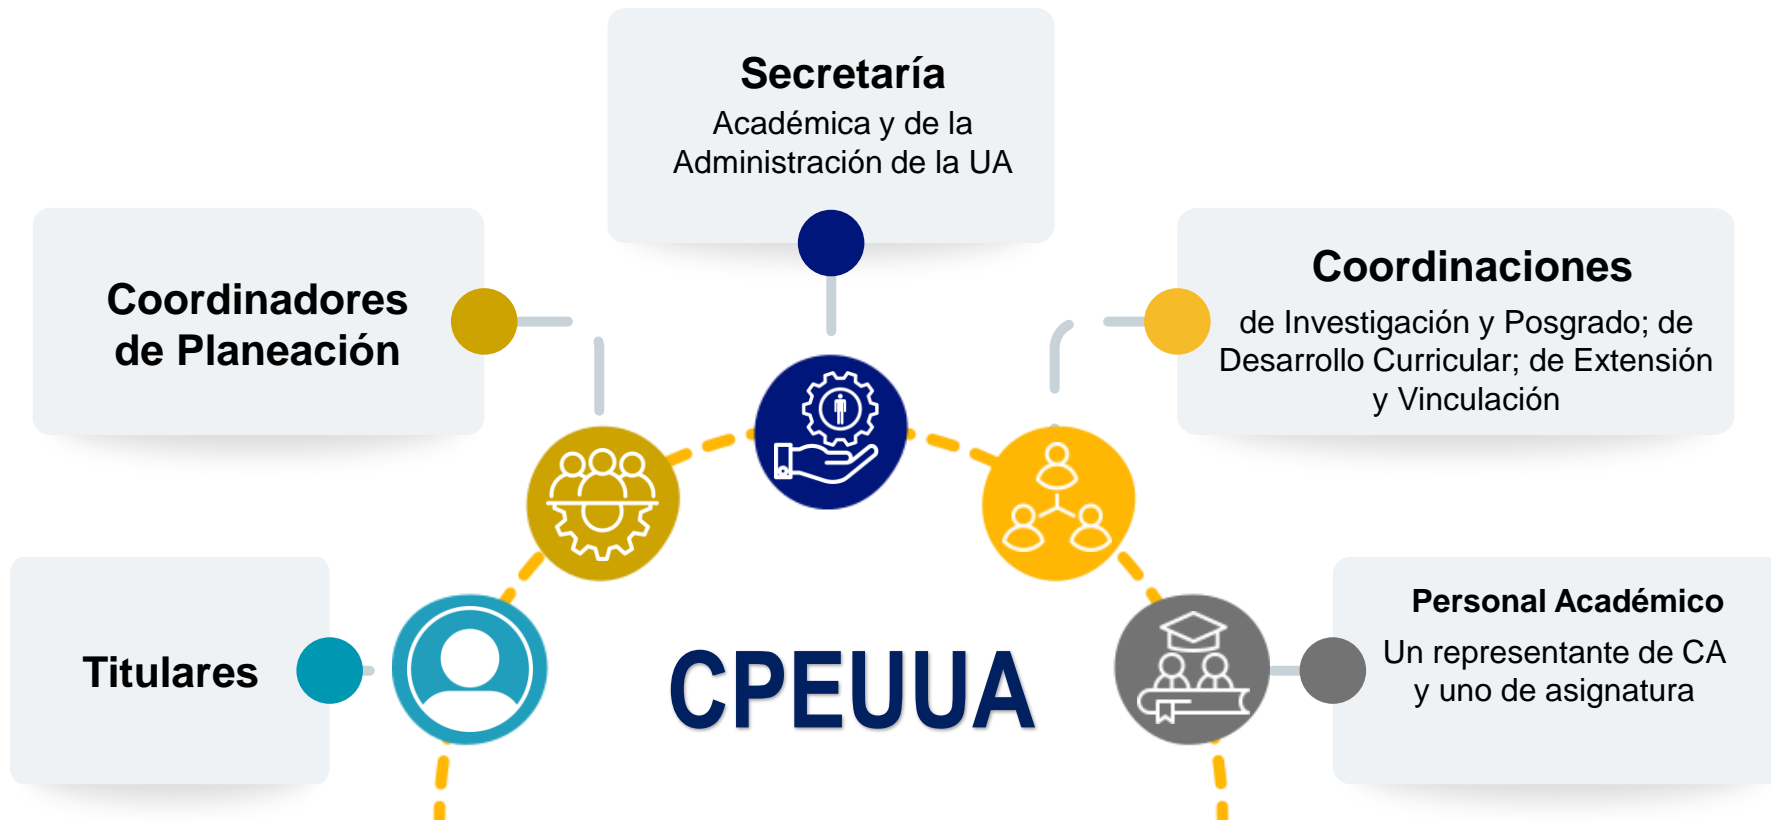 Secretaría
Académica y de la
Administración de la UA
Coordinadores
de Planeación
Coordinaciones
de Investigación y Posgrado; de
Desarrollo Curricular; de Extensión
y Vinculación
Titulares
CPEUUA
Personal Académico
Un representante de CA
y uno de asignatura